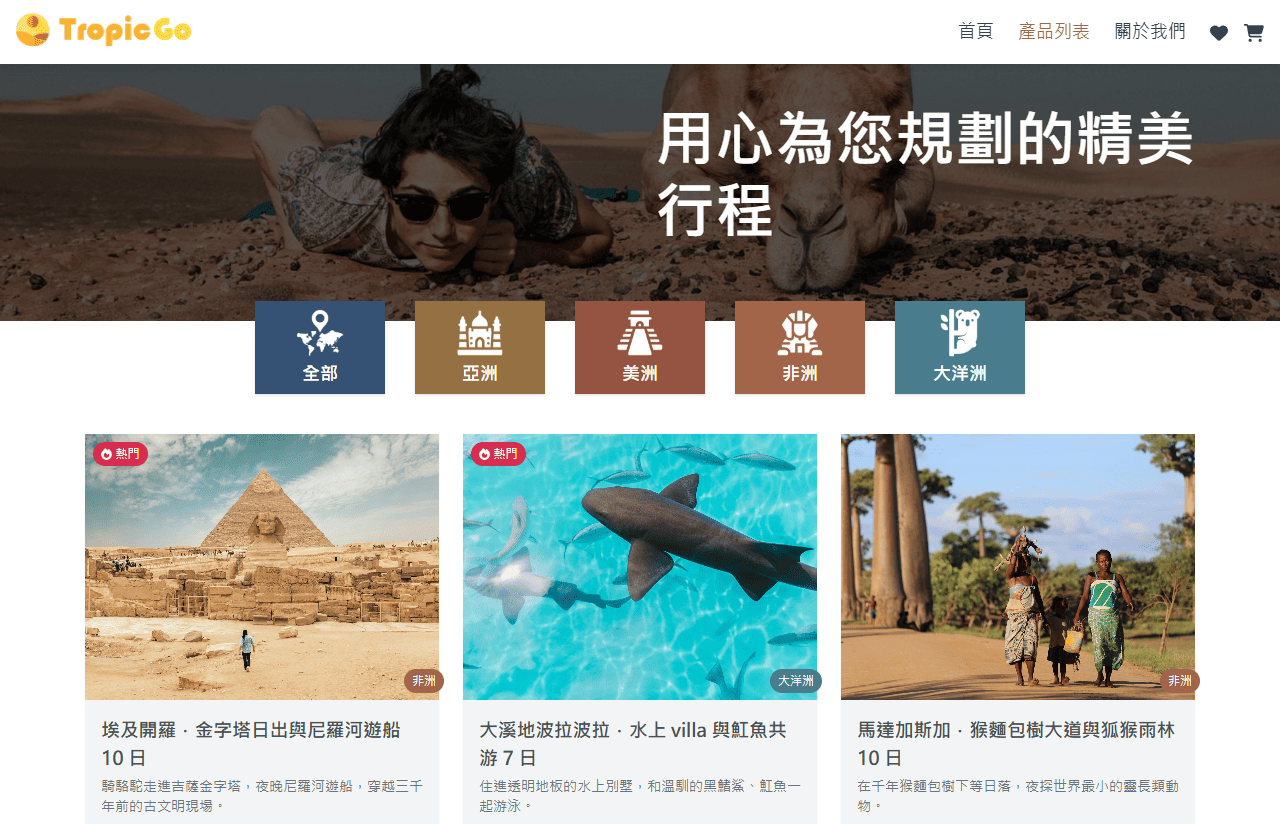 TropicGo
首頁 產品列表 關於我們
用心為您規劃的精美
行程
全部 亞洲 美洲 非洲 大洋洲
熱門 熱門
非洲 大洋洲 非洲
埃及開羅．金字塔日出與尼羅河遊船
10 日
騎駱駝走進吉薩金字塔，夜晚尼羅河遊船，穿越三千
年前的古文明現場。
大溪地波拉波拉．水上 villa 與魟魚共
游 7 日
住進透明地板的水上別墅，和溫馴的黑鰭鯊、魟魚一
起游泳。
馬達加斯加．猴麵包樹大道與狐猴雨林
10 日
在千年猴麵包樹下等日落，夜探世界最小的靈長類動
物。